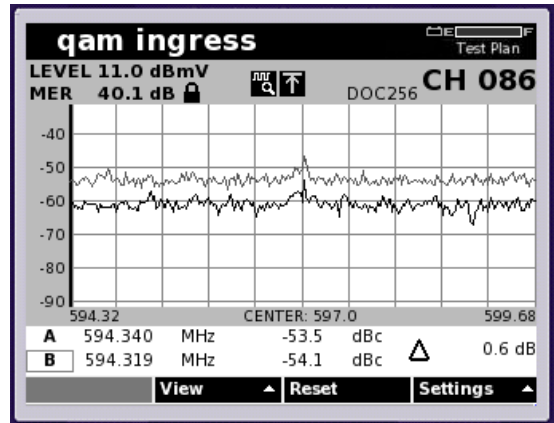 qam ingress
E F
Test Plan
LEVEL 11.0 dBmV
MER 40.1 dB
DOC256 CH 086
-40
-50
-60
-70
-80
-90
594.32 CENTER: 597.0 599.68
A 594.340 MHz -53.5 dBc
B 594.319 MHz -54.1 dBc
Δ 0.6 dB
View Reset Settings